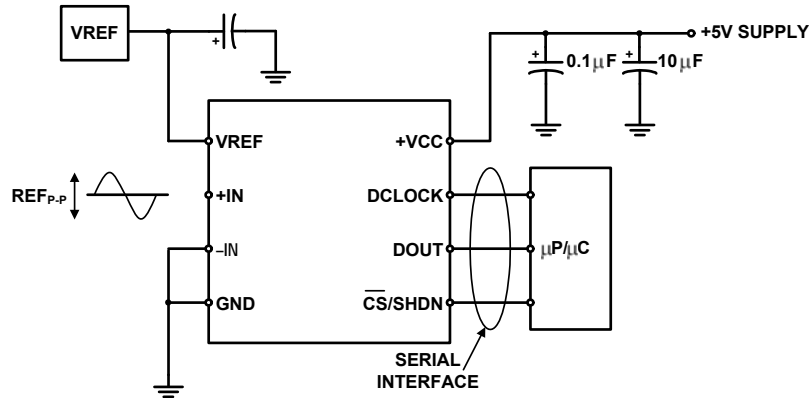 VREF
+5V SUPPLY
+
+
0.1μF
+
10μF
VREF
+VCC
REFP-P
+IN
DCLOCK
–IN
DOUT
μP/μC
GND
C̅S̅/SHDN
SERIAL
INTERFACE